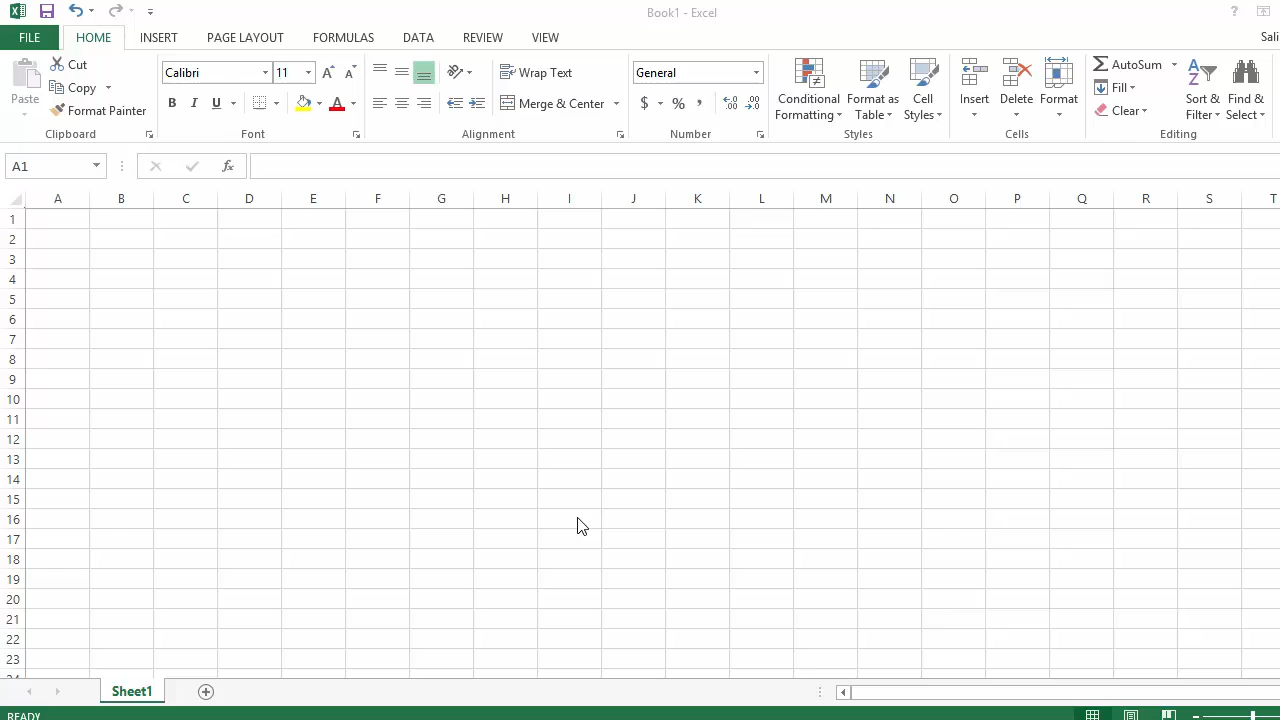 Book1 - Excel
?
FILE HOME INSERT PAGE LAYOUT FORMULAS DATA REVIEW VIEW Sali
Paste
Cut
Copy
Format Painter
Clipboard
Calibri 11
B I U A
Font
Wrap Text
Merge & Center
Alignment
General
$ % ,
Number
Conditional Formatting
Format as Table
Cell Styles
Styles
Insert
Delete
Format
Cells
AutoSum
Fill
Clear
Sort & Filter
Find & Select
Editing
A1 fx
A B C D E F G H I J K L M N O P Q R S T
1
2
3
4
5
6
7
8
9
10
11
12
13
14
15
16
17
18
19
20
21
22
23
24
Sheet1
READY